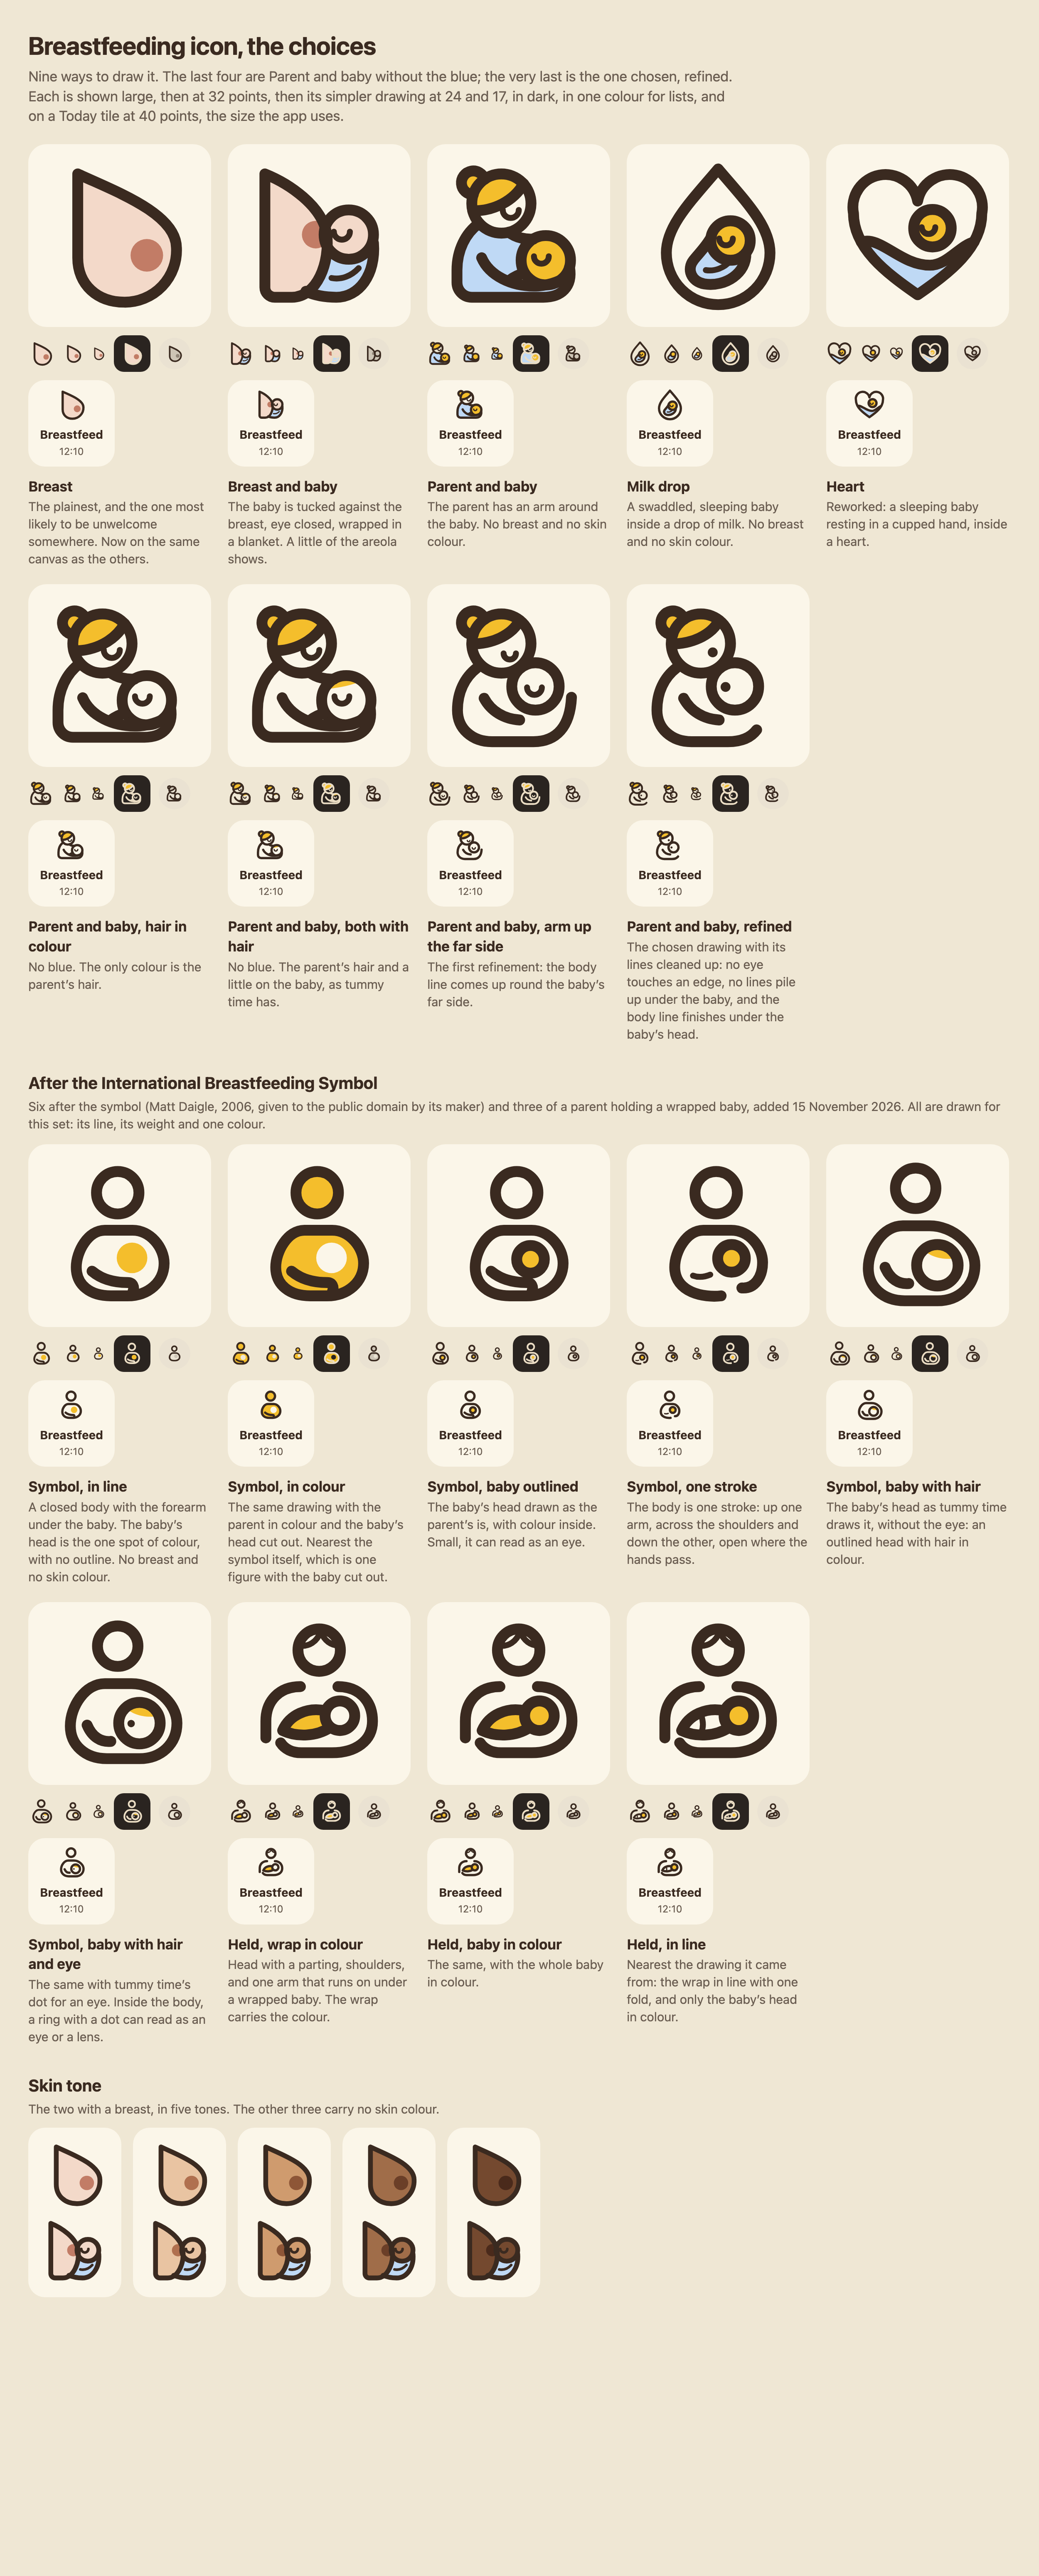 Breastfeeding icon, the choices
Nine ways to draw it. The last four are Parent and baby without the blue; the very last is the one chosen, refined.
Each is shown large, then at 32 points, then its simpler drawing at 24 and 17, in dark, in one colour for lists, and
on a Today tile at 40 points, the size the app uses.
Breastfeed
12:10
Breastfeed
12:10
Breastfeed
12:10
Breastfeed
12:10
Breastfeed
12:10
Breast
The plainest, and the one most
likely to be unwelcome
somewhere. Now on the same
canvas as the others.
Breast and baby
The baby is tucked against the
breast, eye closed, wrapped in
a blanket. A little of the areola
shows.
Parent and baby
The parent has an arm around
the baby. No breast and no skin
colour.
Milk drop
A swaddled, sleeping baby
inside a drop of milk. No breast
and no skin colour.
Heart
Reworked: a sleeping baby
resting in a cupped hand, inside
a heart.
Breastfeed
12:10
Breastfeed
12:10
Breastfeed
12:10
Breastfeed
12:10
Parent and baby, hair in
colour
No blue. The only colour is the
parent’s hair.
Parent and baby, both with
hair
No blue. The parent’s hair and a
little on the baby, as tummy
time has.
Parent and baby, arm up
the far side
The first refinement: the body
line comes up round the baby’s
far side.
Parent and baby, refined
The chosen drawing with its
lines cleaned up: no eye
touches an edge, no lines pile
up under the baby, and the
body line finishes under the
baby’s head.
After the International Breastfeeding Symbol
Six after the symbol (Matt Daigle, 2006, given to the public domain by its maker) and three of a parent holding a wrapped baby, added 15 November 2026. All are drawn for
this set: its line, its weight and one colour.
Breastfeed
12:10
Breastfeed
12:10
Breastfeed
12:10
Breastfeed
12:10
Breastfeed
12:10
Symbol, in line
A closed body with the forearm
under the baby. The baby’s
head is the one spot of colour,
with no outline. No breast and
no skin colour.
Symbol, in colour
The same drawing with the
parent in colour and the baby’s
head cut out. Nearest the
symbol itself, which is one
figure with the baby cut out.
Symbol, baby outlined
The baby’s head drawn as the
parent’s is, with colour inside.
Small, it can read as an eye.
Symbol, one stroke
The body is one stroke: up one
arm, across the shoulders and
down the other, open where the
hands pass.
Symbol, baby with hair
The baby’s head as tummy time
draws it, without the eye: an
outlined head with hair in
colour.
Breastfeed
12:10
Breastfeed
12:10
Breastfeed
12:10
Breastfeed
12:10
Symbol, baby with hair
and eye
The same with tummy time’s
dot for an eye. Inside the body,
a ring with a dot can read as an
eye or a lens.
Held, wrap in colour
Head with a parting, shoulders,
and one arm that runs on under
a wrapped baby. The wrap
carries the colour.
Held, baby in colour
The same, with the whole baby
in colour.
Held, in line
Nearest the drawing it came
from: the wrap in line with one
fold, and only the baby’s head
in colour.
Skin tone
The two with a breast, in five tones. The other three carry no skin colour.